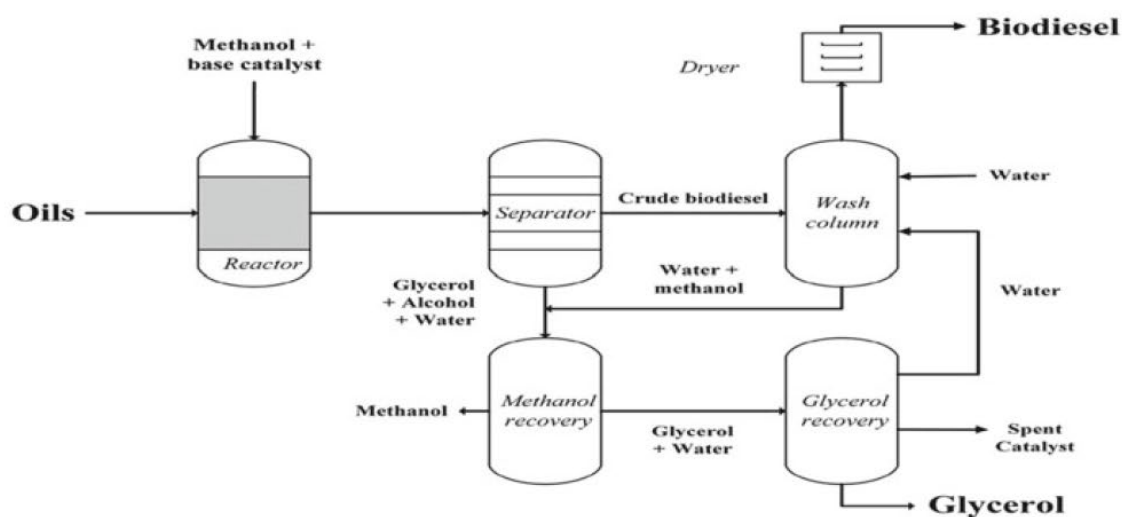 Biodiesel
Methanol +
base catalyst
Dryer
Water
Oils
Crude biodiesel
Separator
Wash
column
Reactor
Glycerol
+ Alcohol
+ Water
Water +
methanol
Water
Methanol
Methanol
recovery
Glycerol
recovery
Glycerol
+ Water
Spent
Catalyst
Glycerol